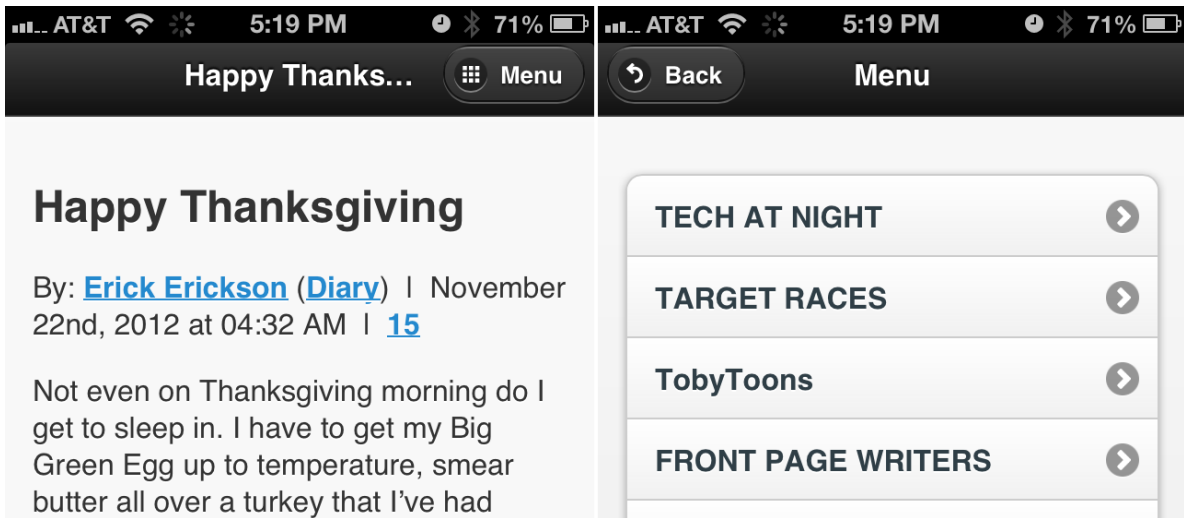 AT&T 5:19 PM 71%
Happy Thanks... Menu
Happy Thanksgiving
By: Erick Erickson (Diary) | November
22nd, 2012 at 04:32 AM | 15
Not even on Thanksgiving morning do I
get to sleep in. I have to get my Big
Green Egg up to temperature, smear
butter all over a turkey that I’ve had
AT&T 5:19 PM 71%
Back Menu
TECH AT NIGHT
TARGET RACES
TobyToons
FRONT PAGE WRITERS